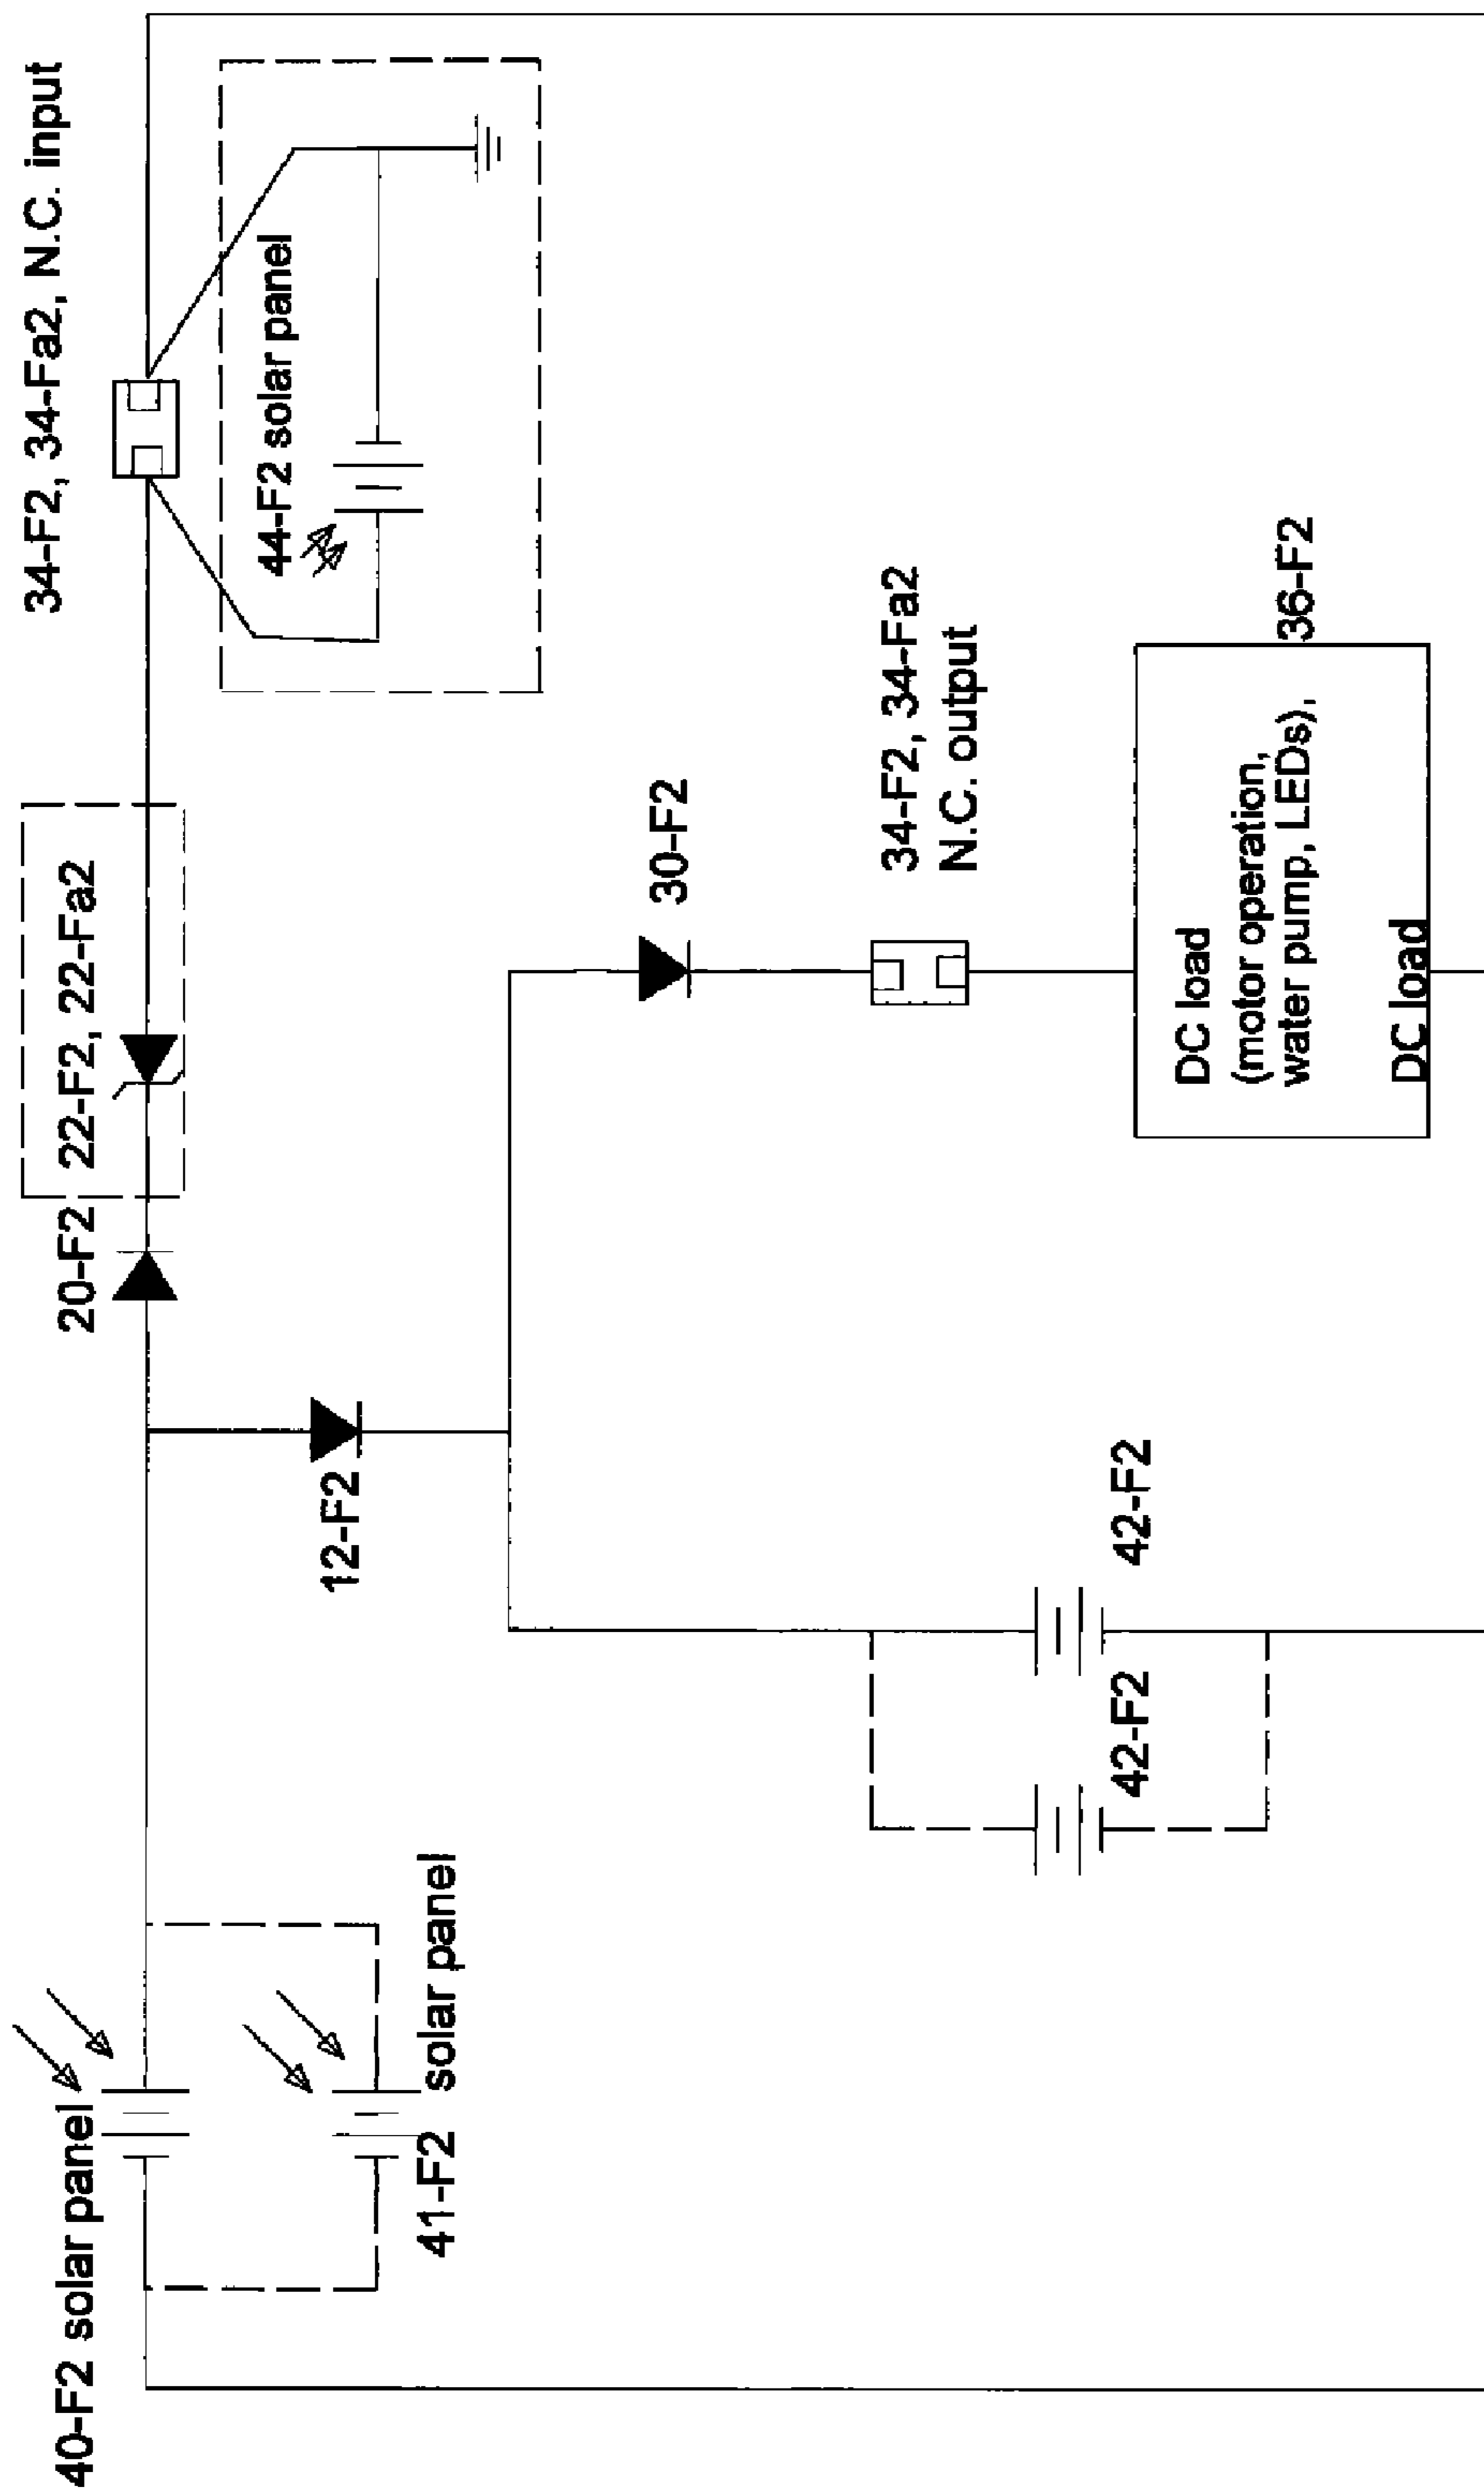 34-F2, 34-Fa2, N.C. input
40-F2 solar panel
20-F2
22-F2, 22-Fa2
44-F2 solar panel
12-F2
41-F2 solar panel
30-F2
34-F2, 34-Fa2
N.C. output
42-F2
42-F2
DC load
(motor operation,
water pump, LEDs),
36-F2
DC load